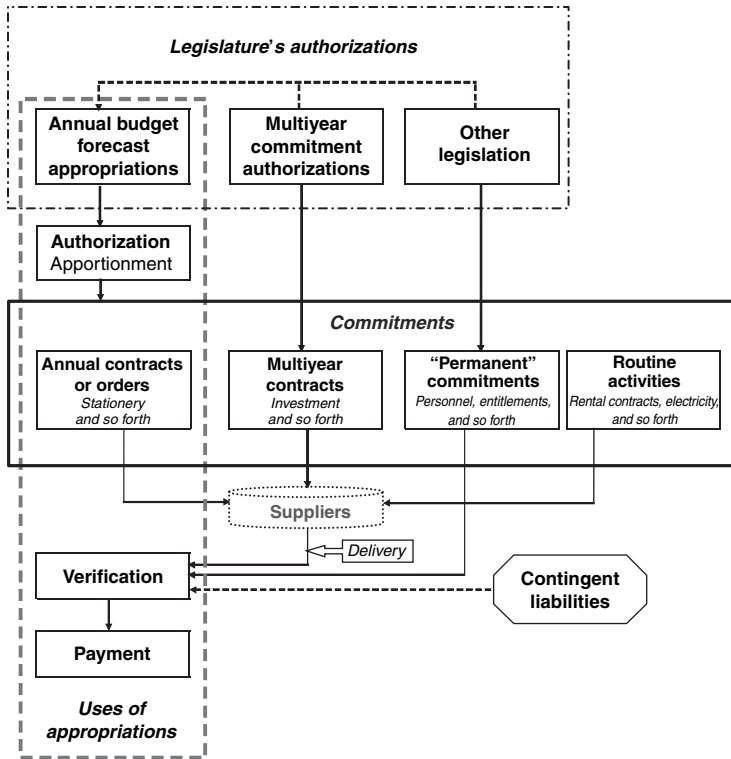 Legislature's authorizations
Annual budget
forecast
appropriations
Multiyear
commitment
authorizations
Other
legislation
Authorization
Apportionment
Commitments
Annual contracts
or orders
Stationery
and so forth
Multiyear
contracts
Investment
and so forth
“Permanent”
commitments
Personnel, entitlements,
and so forth
Routine
activities
Rental contracts, electricity,
and so forth
Suppliers
Delivery
Verification
Contingent
liabilities
Payment
Uses of
appropriations